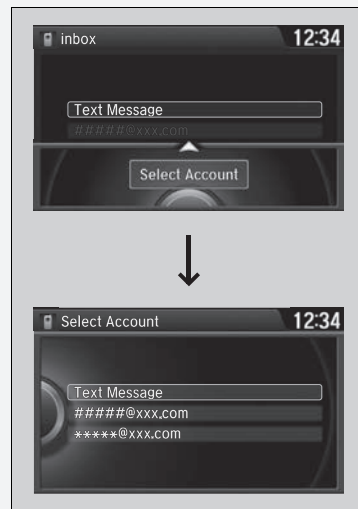 inbox 12:34
Text Message
#####@xxx.com
Select Account
Select Account 12:34
Text Message
#####@xxx.com
*****@xxx.com